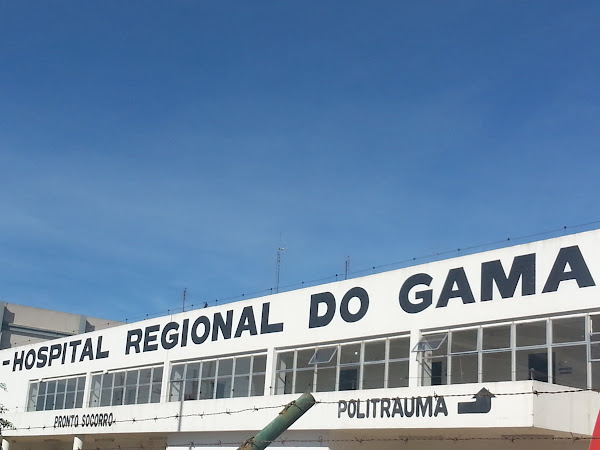 -HOSPITAL REGIONAL DO GAMA
PRONTO SOCORRO-
POLITRAUMA